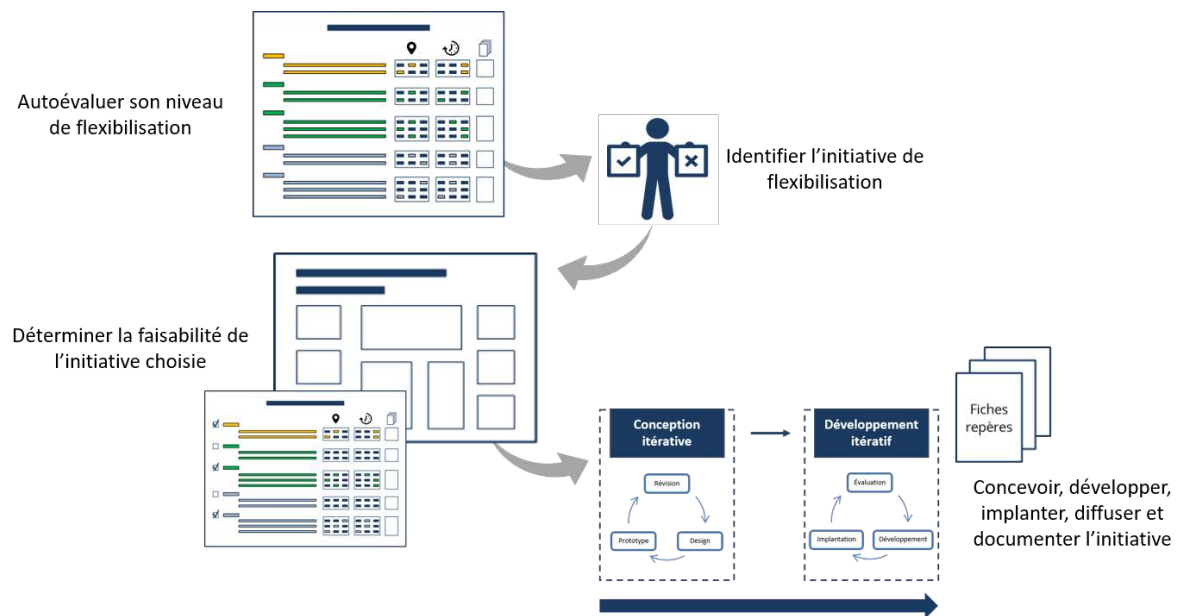 Autoévaluer son niveau
de flexibilisation
Identifier l’initiative de
flexibilisation
Déterminer la faisabilité de
l’initiative choisie
Conception
itérative
Révision
Prototype
Design
Développement
itératif
Évaluation
Implantation
Développement
Fiches
repères
Concevoir, développer,
implanter, diffuser et
documenter l’initiative